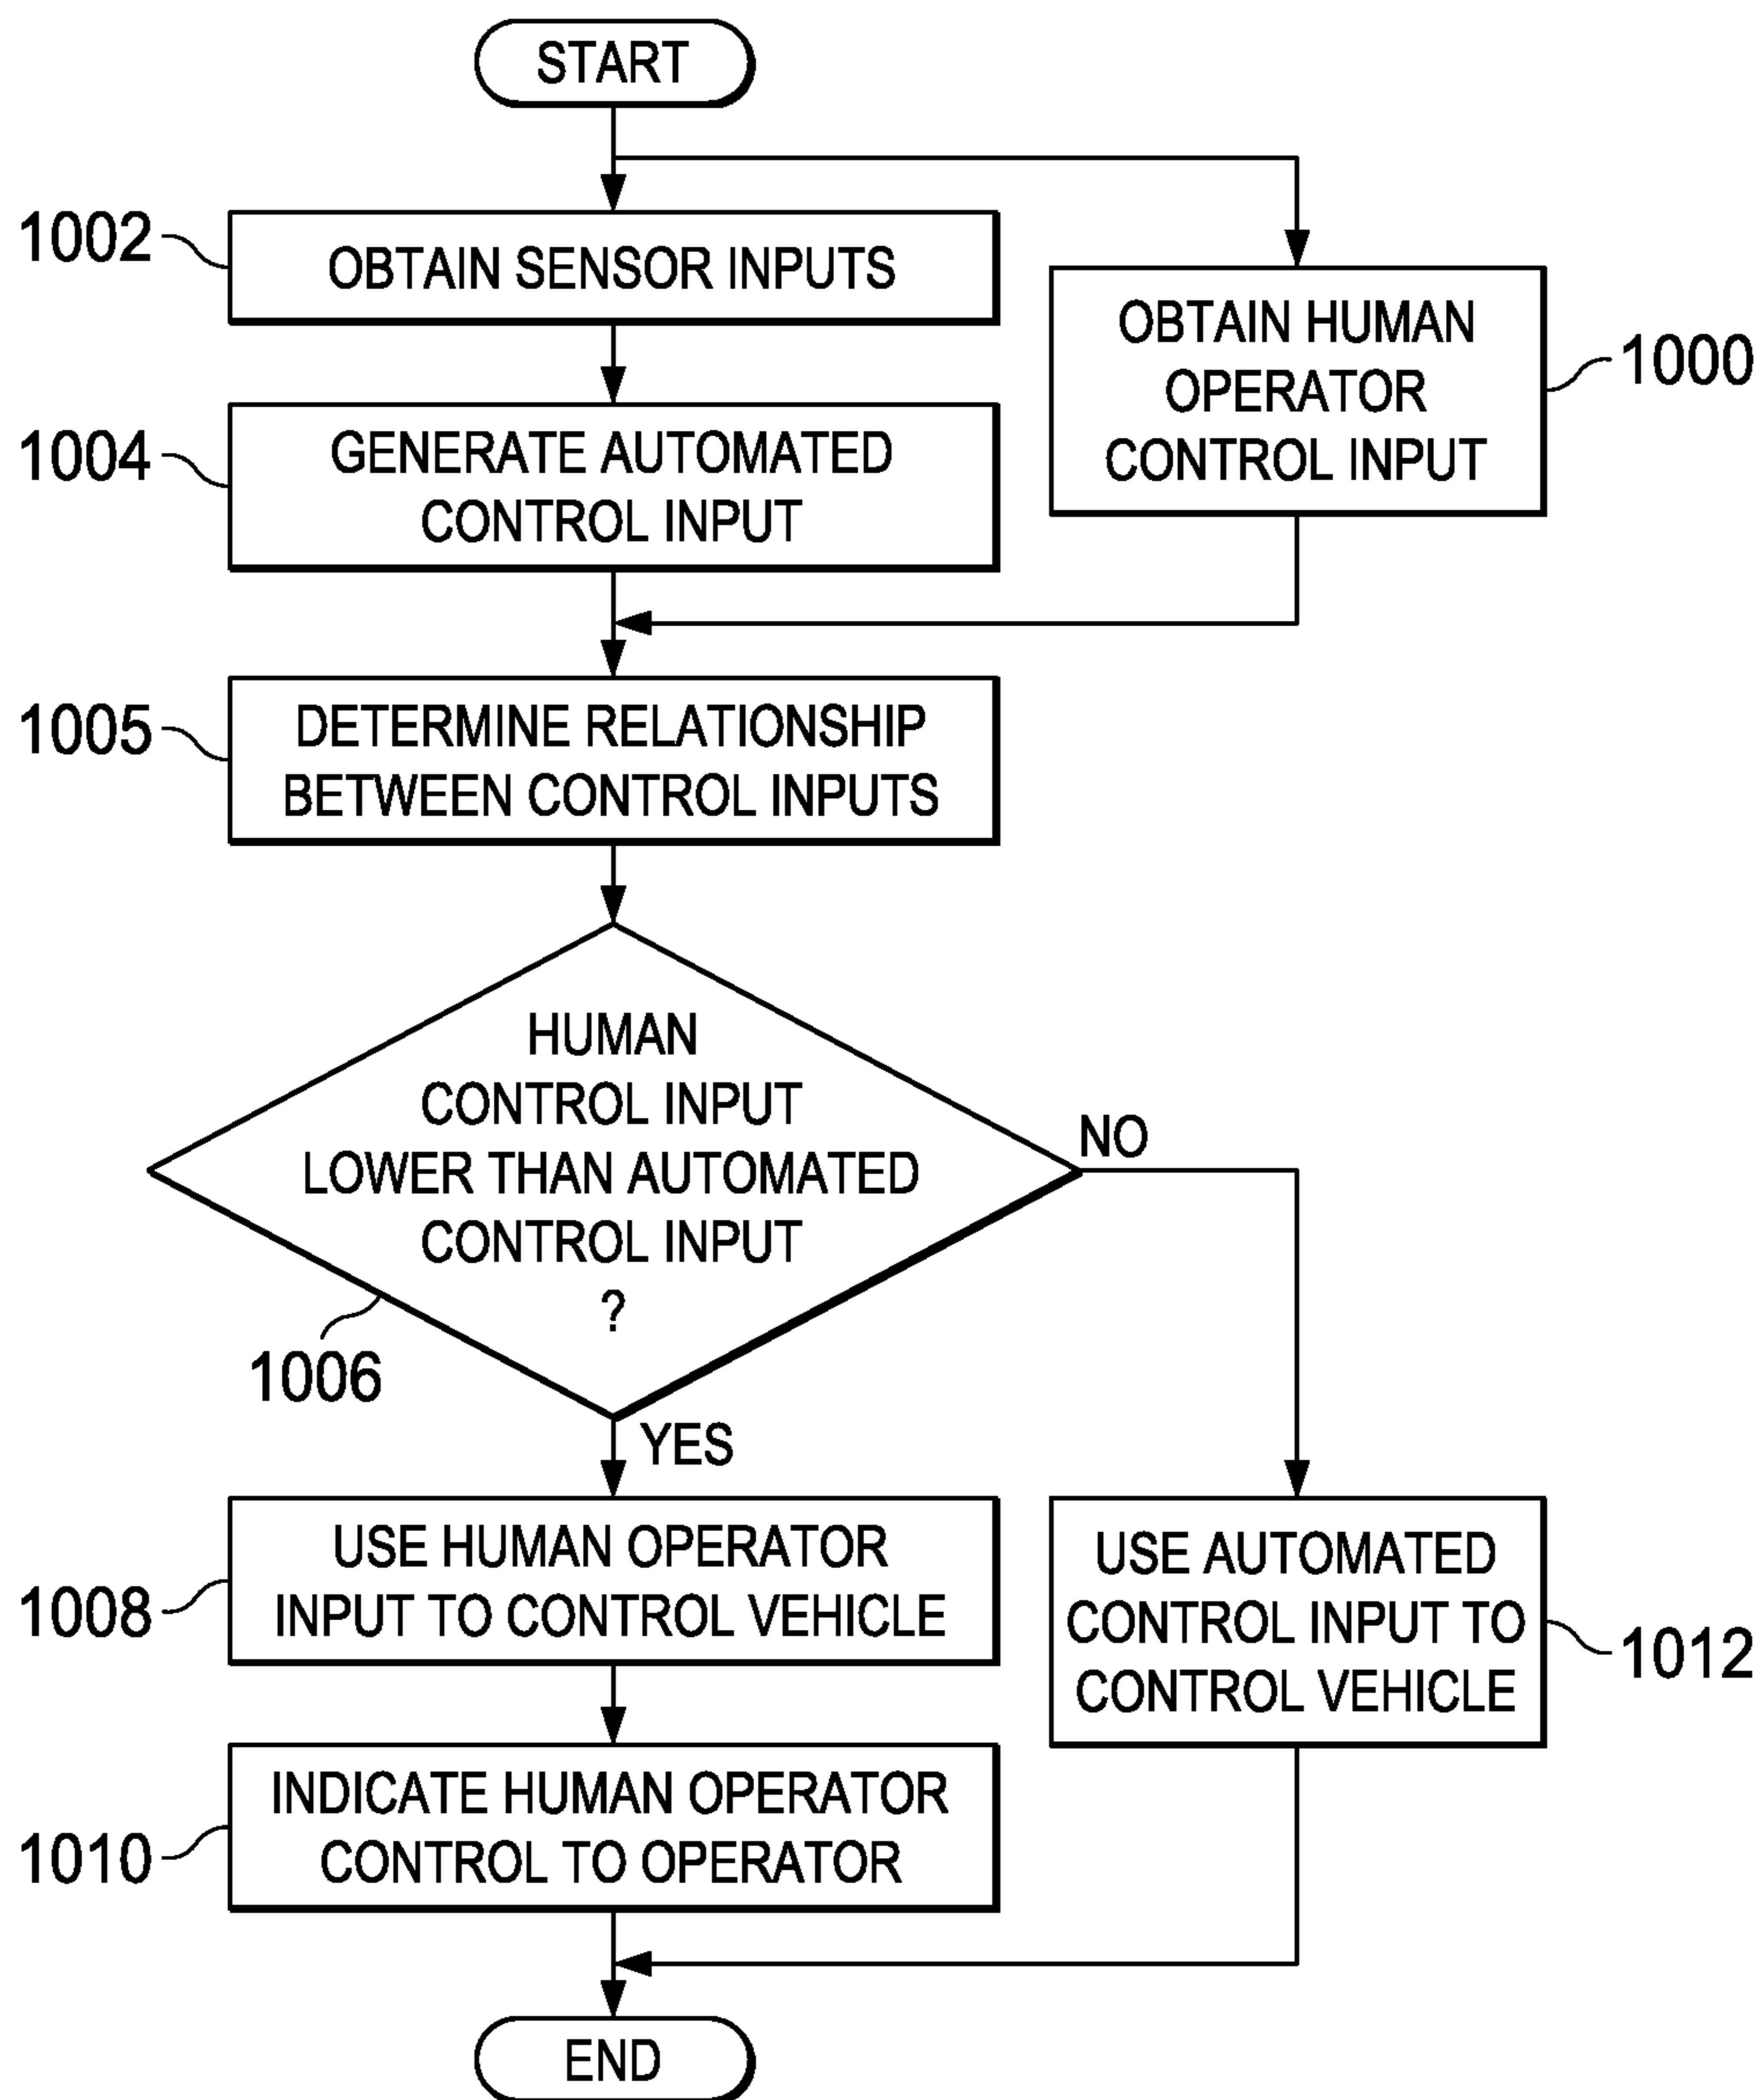 START
1002
OBTAIN SENSOR INPUTS
OBTAIN HUMAN
OPERATOR
CONTROL INPUT
1000
1004
GENERATE AUTOMATED
CONTROL INPUT
1005
DETERMINE RELATIONSHIP
BETWEEN CONTROL INPUTS
HUMAN
CONTROL INPUT
LOWER THAN AUTOMATED
CONTROL INPUT
?
NO
1006
YES
1008
USE HUMAN OPERATOR
INPUT TO CONTROL VEHICLE
USE AUTOMATED
CONTROL INPUT TO
CONTROL VEHICLE
1012
1010
INDICATE HUMAN OPERATOR
CONTROL TO OPERATOR
END